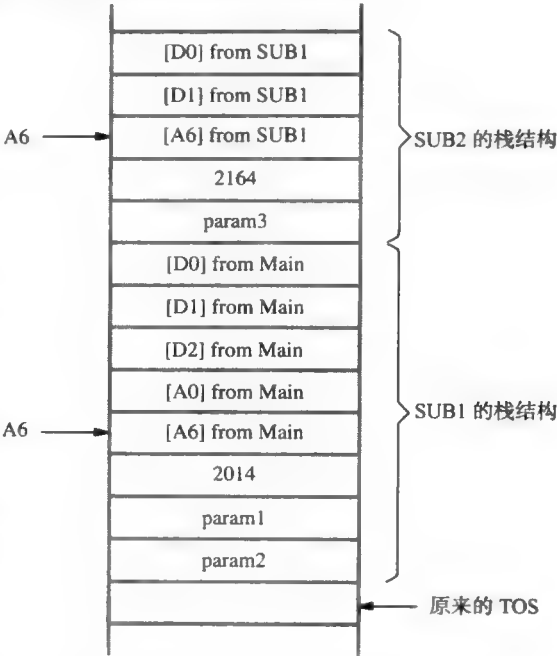 [D0] from SUB1
[D1] from SUB1
A6
[A6] from SUB1
SUB2 的栈结构
2164
param3
[D0] from Main
[D1] from Main
[D2] from Main
[A0] from Main
SUB1 的栈结构
A6
[A6] from Main
2014
param1
param2
原来的 TOS